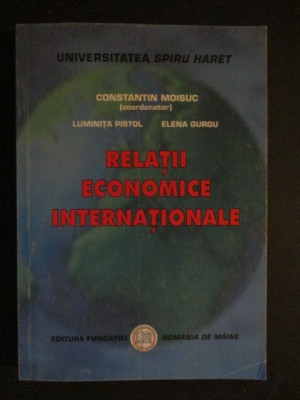 UNIVERSITATEA SPIRU HARET
CONSTANTIN MOISUC
(coordonator)
LUMINIȚA PISTOL ELENA GURGU
RELAȚII
ECONOMICE
INTERNAȚIONALE
EDITURA FUNDAȚIEI ROMÂNIA DE MÂINE